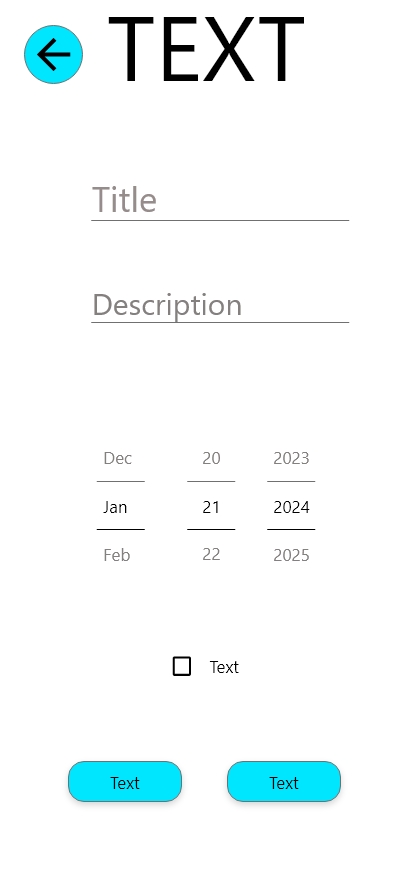 TEXT
Title
Description
Dec 20 2023
Jan 21 2024
Feb 22 2025
Text
Text Text